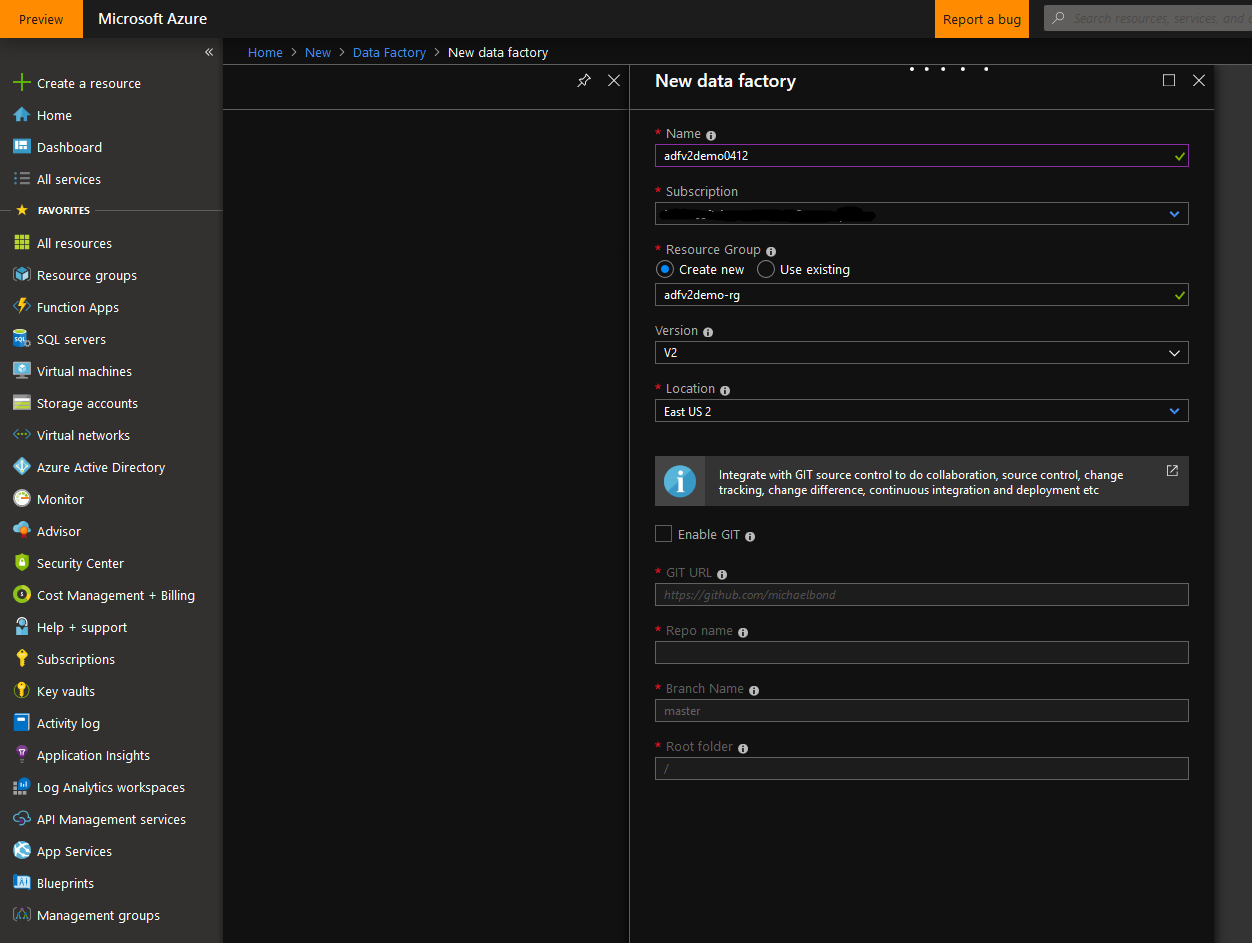 Preview
Microsoft Azure
Report a bug
Search resources, services, and
«
Home > New > Data Factory > New data factory
Create a resource
Home
Dashboard
All services
FAVORITES
All resources
Resource groups
Function Apps
SQL servers
Virtual machines
Storage accounts
Virtual networks
Azure Active Directory
Monitor
Advisor
Security Center
Cost Management + Billing
Help + support
Subscriptions
Key vaults
Activity log
Application Insights
Log Analytics workspaces
API Management services
App Services
Blueprints
Management groups
New data factory
* Name
adfv2demo0412
* Subscription
* Resource Group
Create new Use existing
adfv2demo-rg
Version
V2
* Location
East US 2
Integrate with GIT source control to do collaboration, source control, change
tracking, change difference, continuous integration and deployment etc
Enable GIT
* GIT URL
https://github.com/michaelbond
* Repo name
* Branch Name
master
* Root folder
/